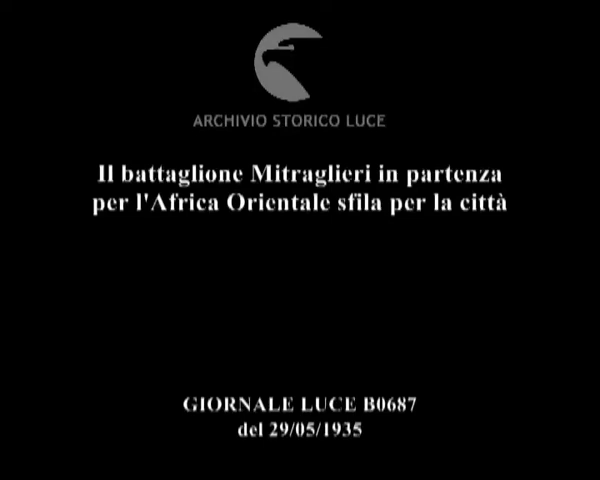 ARCHIVIO STORICO LUCE
Il battaglione Mitraglieri in partenza
per l'Africa Orientale sfila per la città
GIORNALE LUCE B0687
del 29/05/1935